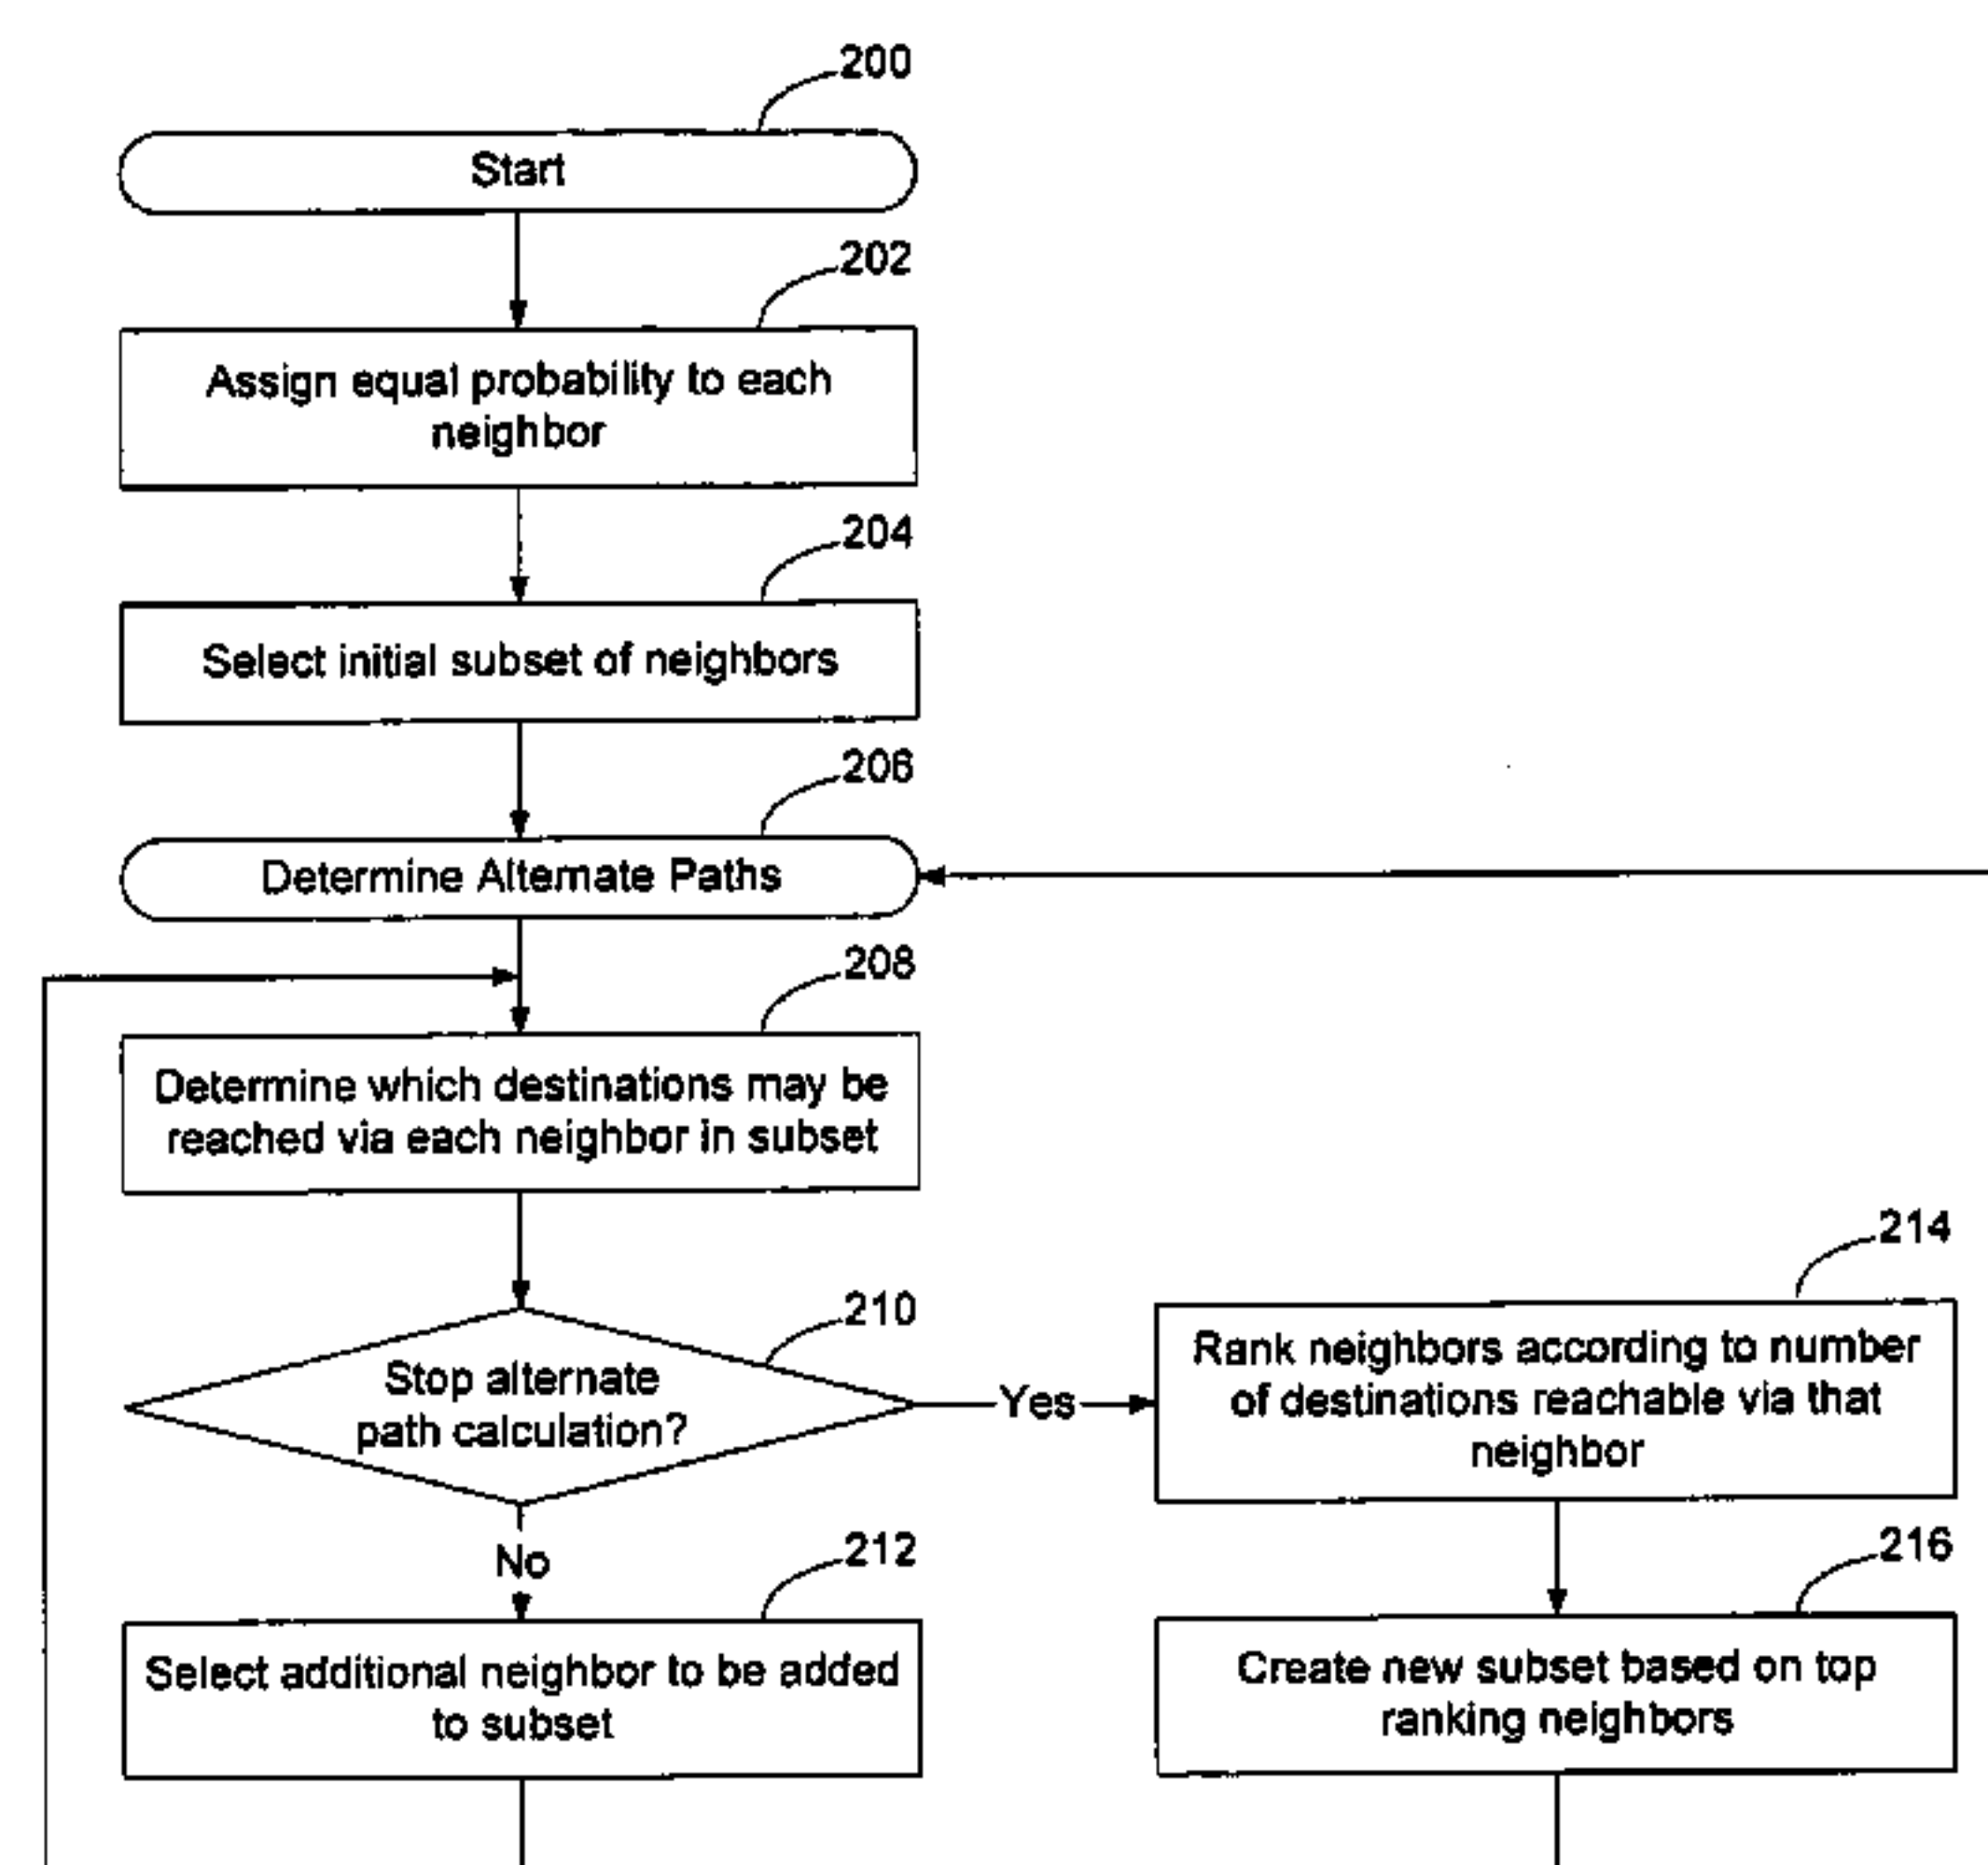 200
Start
202
Assign equal probability to each
neighbor
204
Select initial subset of neighbors
206
Determine Alternate Paths
208
Determine which destinations may be
reached via each neighbor in subset
210
Stop alternate
path calculation?
Yes
214
Rank neighbors according to number
of destinations reachable via that
neighbor
No
212
Select additional neighbor to be added
to subset
216
Create new subset based on top
ranking neighbors